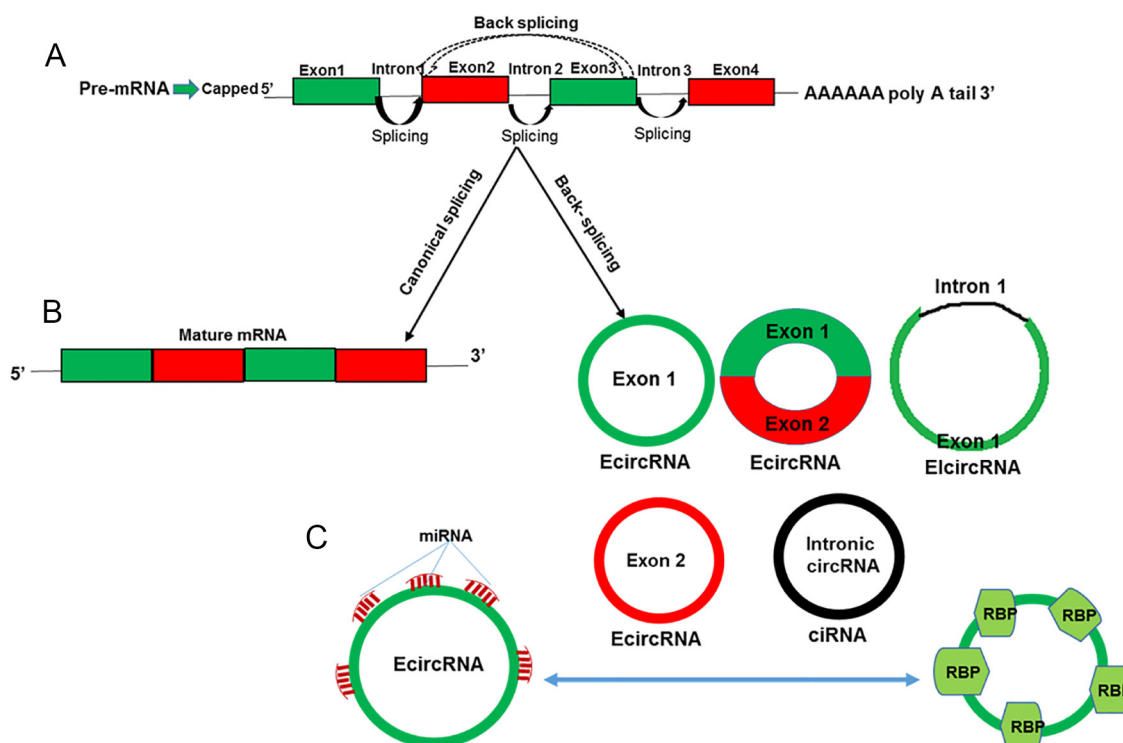 A
Back splicing
Pre-mRNA
Capped 5’
Exon1
Intron 1
Exon2
Intron 2
Exon3
Intron 3
Exon4
AAAAAA poly A tail 3’
Splicing
Splicing
Splicing
Canonical splicing
Back- splicing
B
Mature mRNA
5’
3’
Exon 1
EcircRNA
Exon 1
Exon 2
EcircRNA
Intron 1
Exon 1
ElcircRNA
C
miRNA
EcircRNA
Exon 2
EcircRNA
Intronic
circRNA
ciRNA
RBP
RBP
RBP
RBP
RBP